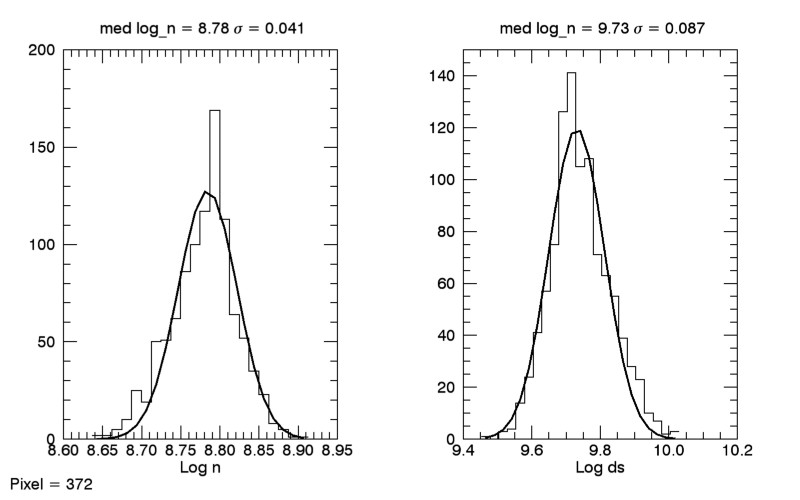 med log_n = 8.78 σ = 0.041
200
150
100
50
0
8.60 8.65 8.70 8.75 8.80 8.85 8.90 8.95
Log n
med log_n = 9.73 σ = 0.087
140
120
100
80
60
40
20
0
9.4 9.6 9.8 10.0 10.2
Log ds
Pixel = 372